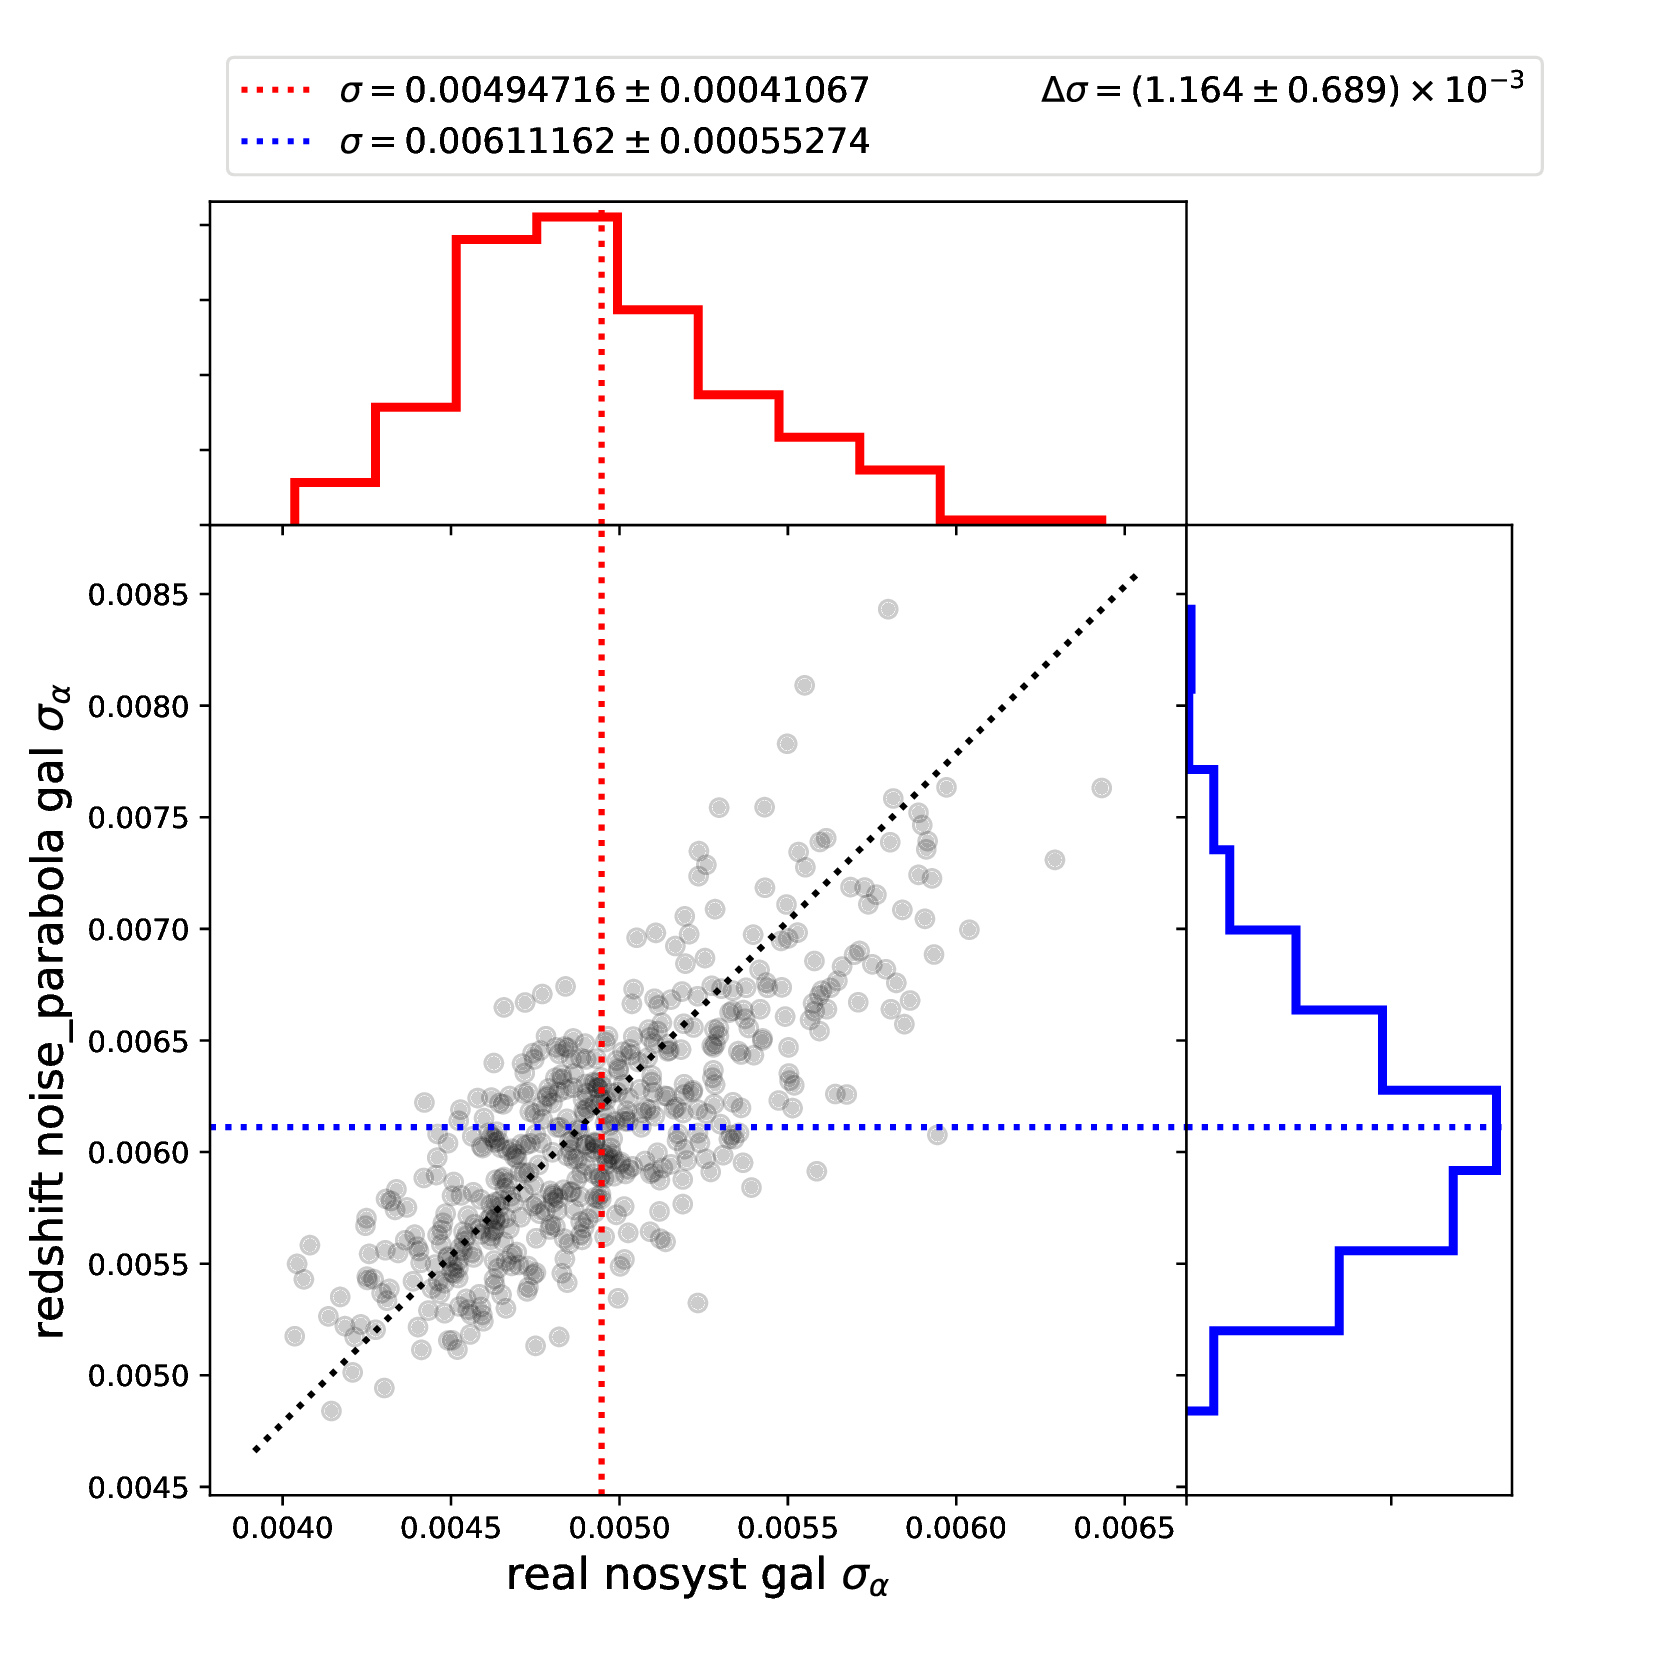 σ = 0.00494716 ± 0.00041067
Δσ = (1.164 ± 0.689) × 10⁻³
σ = 0.00611162 ± 0.00055274
0.0085
0.0080
0.0075
0.0070
0.0065
0.0060
0.0055
0.0050
0.0045
redshift noise_parabola gal σ_α
0.0040 0.0045 0.0050 0.0055 0.0060 0.0065
real nosyst gal σ_α